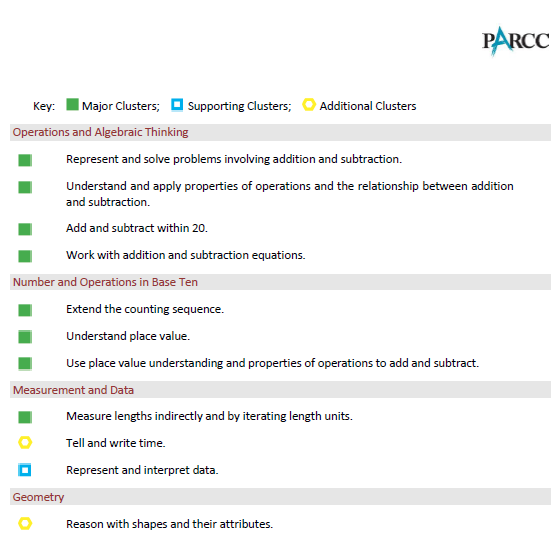 PARCC
Key: Major Clusters; Supporting Clusters; Additional Clusters
Operations and Algebraic Thinking
Represent and solve problems involving addition and subtraction.
Understand and apply properties of operations and the relationship between addition
and subtraction.
Add and subtract within 20.
Work with addition and subtraction equations.
Number and Operations in Base Ten
Extend the counting sequence.
Understand place value.
Use place value understanding and properties of operations to add and subtract.
Measurement and Data
Measure lengths indirectly and by iterating length units.
Tell and write time.
Represent and interpret data.
Geometry
Reason with shapes and their attributes.